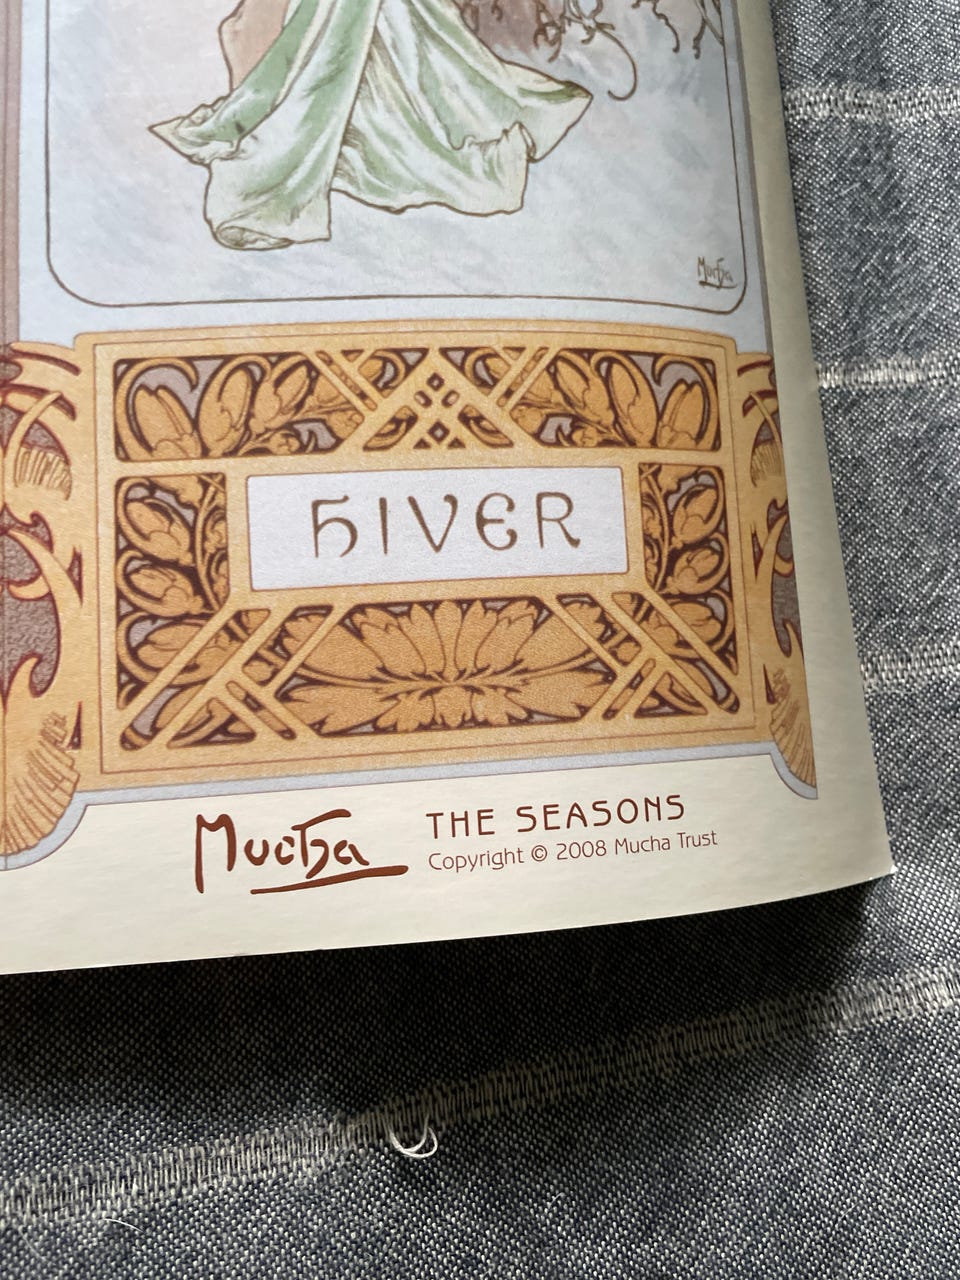 Mucha
HIVER
Mucha
THE SEASONS
Copyright © 2008 Mucha Trust